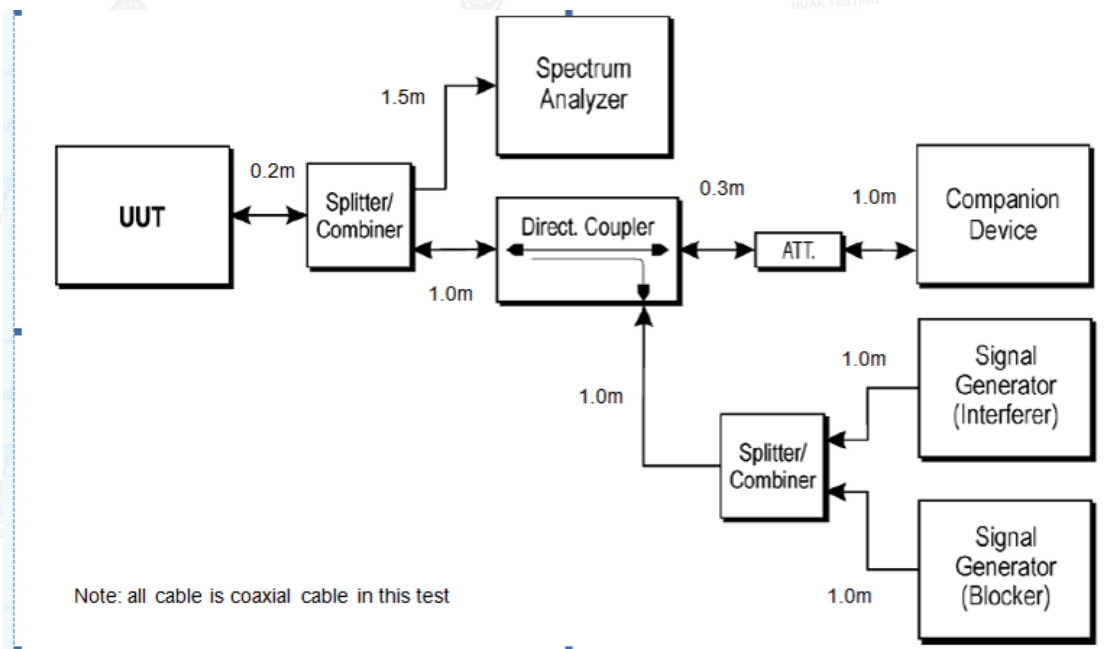 HUAK TESTING
Spectrum
Analyzer
1.5m
UUT
0.2m
Splitter/
Combiner
1.0m
Direct. Coupler
0.3m
ATT.
1.0m
Companion
Device
1.0m
Splitter/
Combiner
1.0m
Signal
Generator
(Interferer)
1.0m
Signal
Generator
(Blocker)
Note: all cable is coaxial cable in this test